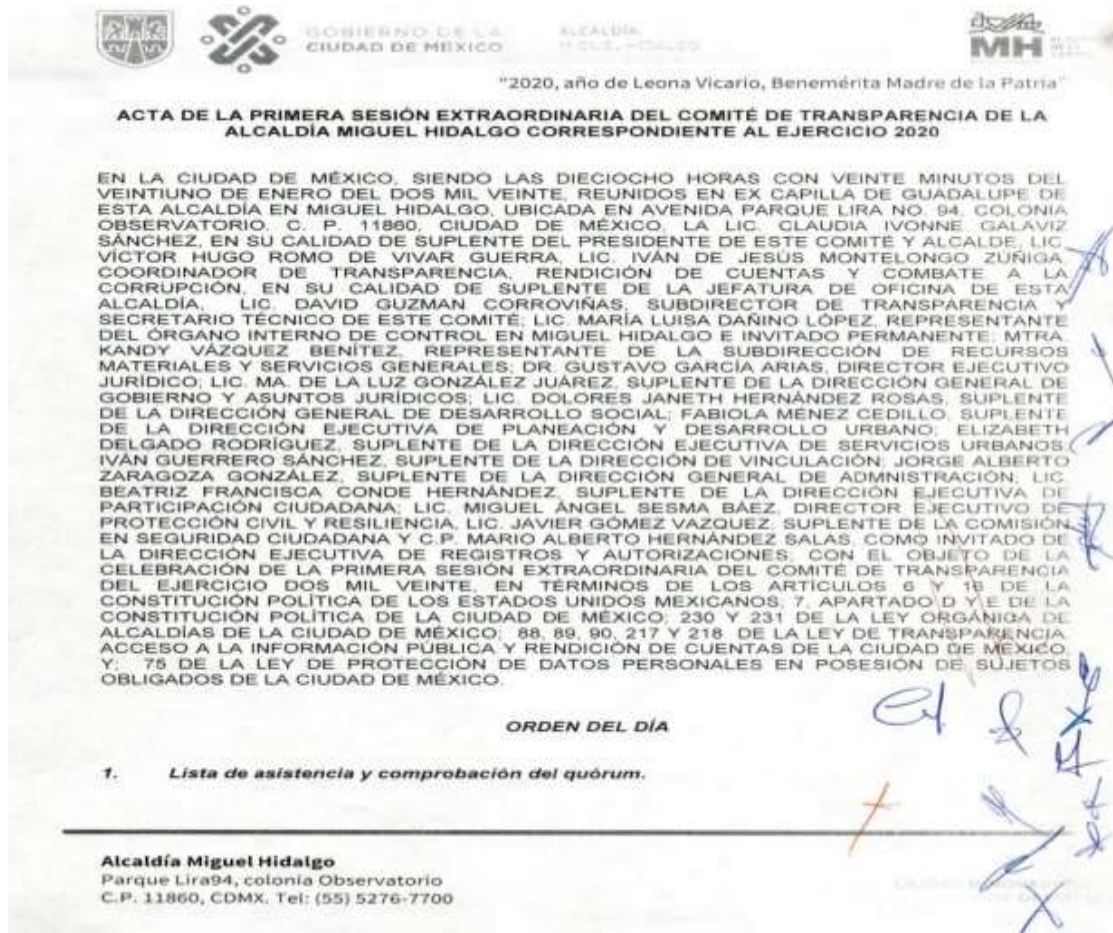 GOBIERNO DE LA
CIUDAD DE MÉXICO
ALCALDÍA
MH
"2020, año de Leona Vicario, Benemérita Madre de la Patria"
ACTA DE LA PRIMERA SESIÓN EXTRAORDINARIA DEL COMITÉ DE TRANSPARENCIA DE LA
ALCALDÍA MIGUEL HIDALGO CORRESPONDIENTE AL EJERCICIO 2020
EN LA CIUDAD DE MÉXICO, SIENDO LAS DIECIOCHO HORAS CON VEINTE MINUTOS DEL
VEINTIUNO DE ENERO DEL DOS MIL VEINTE, REUNIDOS EN EX CAPILLA DE GUADALUPE DE
ESTA ALCALDÍA EN MIGUEL HIDALGO, UBICADA EN AVENIDA PARQUE LIRA NO. 94, COLONIA
OBSERVATORIO, C. P. 11860, CIUDAD DE MÉXICO, LA LIC. CLAUDIA IVONNE GALAVIZ
SÁNCHEZ, EN SU CALIDAD DE SUPLENTE DEL PRESIDENTE DE ESTE COMITÉ Y ALCALDE, LIC.
VÍCTOR HUGO ROMO DE VIVAR GUERRA, LIC. IVÁN DE JESÚS MONTELONGO ZÚÑIGA,
COORDINADOR DE TRANSPARENCIA, RENDICIÓN DE CUENTAS Y COMBATE A LA
CORRUPCIÓN, EN SU CALIDAD DE SUPLENTE DE LA JEFATURA DE OFICINA DE ESTA
ALCALDÍA, LIC. DAVID GUZMAN CORROVIÑAS, SUBDIRECTOR DE TRANSPARENCIA Y
SECRETARIO TÉCNICO DE ESTE COMITÉ; LIC. MARÍA LUISA DAÑINO LÓPEZ, REPRESENTANTE
DEL ÓRGANO INTERNO DE CONTROL EN MIGUEL HIDALGO E INVITADO PERMANENTE; MTRA.
KANDY VÁZQUEZ BENÍTEZ, REPRESENTANTE DE LA SUBDIRECCIÓN DE RECURSOS
MATERIALES Y SERVICIOS GENERALES; DR. GUSTAVO GARCÍA ARIAS, DIRECTOR EJECUTIVO
JURÍDICO; LIC. MA. DE LA LUZ GONZÁLEZ JUÁREZ, SUPLENTE DE LA DIRECCIÓN GENERAL DE
GOBIERNO Y ASUNTOS JURÍDICOS; LIC. DOLORES JANETH HERNÁNDEZ ROSAS, SUPLENTE
DE LA DIRECCIÓN GENERAL DE DESARROLLO SOCIAL; FABIOLA MÉNEZ CEDILLO, SUPLENTE
DE LA DIRECCIÓN EJECUTIVA DE PLANEACIÓN Y DESARROLLO URBANO; ELIZABETH
DELGADO RODRÍGUEZ, SUPLENTE DE LA DIRECCIÓN EJECUTIVA DE SERVICIOS URBANOS,
IVÁN GUERRERO SÁNCHEZ, SUPLENTE DE LA DIRECCIÓN DE VINCULACIÓN; JORGE ALBERTO
ZARAGOZA GONZÁLEZ, SUPLENTE DE LA DIRECCIÓN GENERAL DE ADMNISTRACIÓN; LIC.
BEATRIZ FRANCISCA CONDE HERNÁNDEZ, SUPLENTE DE LA DIRECCIÓN EJECUTIVA DE
PARTICIPACIÓN CIUDADANA; LIC. MIGUEL ÁNGEL SESMA BÁEZ, DIRECTOR EJECUTIVO DE
PROTECCIÓN CIVIL Y RESILIENCIA, LIC. JAVIER GÓMEZ VAZQUEZ, SUPLENTE DE LA COMISIÓN
EN SEGURIDAD CIUDADANA Y C.P. MARIO ALBERTO HERNÁNDEZ SALAS, COMO INVITADO DE
LA DIRECCIÓN EJECUTIVA DE REGISTROS Y AUTORIZACIONES; CON EL OBJETO DE LA
CELEBRACIÓN DE LA PRIMERA SESIÓN EXTRAORDINARIA DEL COMITÉ DE TRANSPARENCIA
DEL EJERCICIO DOS MIL VEINTE, EN TÉRMINOS DE LOS ARTÍCULOS 6 Y 16 DE LA
CONSTITUCIÓN POLÍTICA DE LOS ESTADOS UNIDOS MEXICANOS, 7, APARTADO D Y E DE LA
CONSTITUCIÓN POLÍTICA DE LA CIUDAD DE MÉXICO; 230 Y 231 DE LA LEY ORGÁNICA DE
ALCALDÍAS DE LA CIUDAD DE MÉXICO; 88, 89, 90, 217 Y 218 DE LA LEY DE TRANSPARENCIA,
ACCESO A LA INFORMACIÓN PÚBLICA Y RENDICIÓN DE CUENTAS DE LA CIUDAD DE MÉXICO,
Y; 75 DE LA LEY DE PROTECCIÓN DE DATOS PERSONALES EN POSESIÓN DE SUJETOS
OBLIGADOS DE LA CIUDAD DE MÉXICO.
ORDEN DEL DÍA
1. Lista de asistencia y comprobación del quórum.
Alcaldía Miguel Hidalgo
Parque Lira94, colonia Observatorio
C.P. 11860, CDMX. Tel: (55) 5276-7700